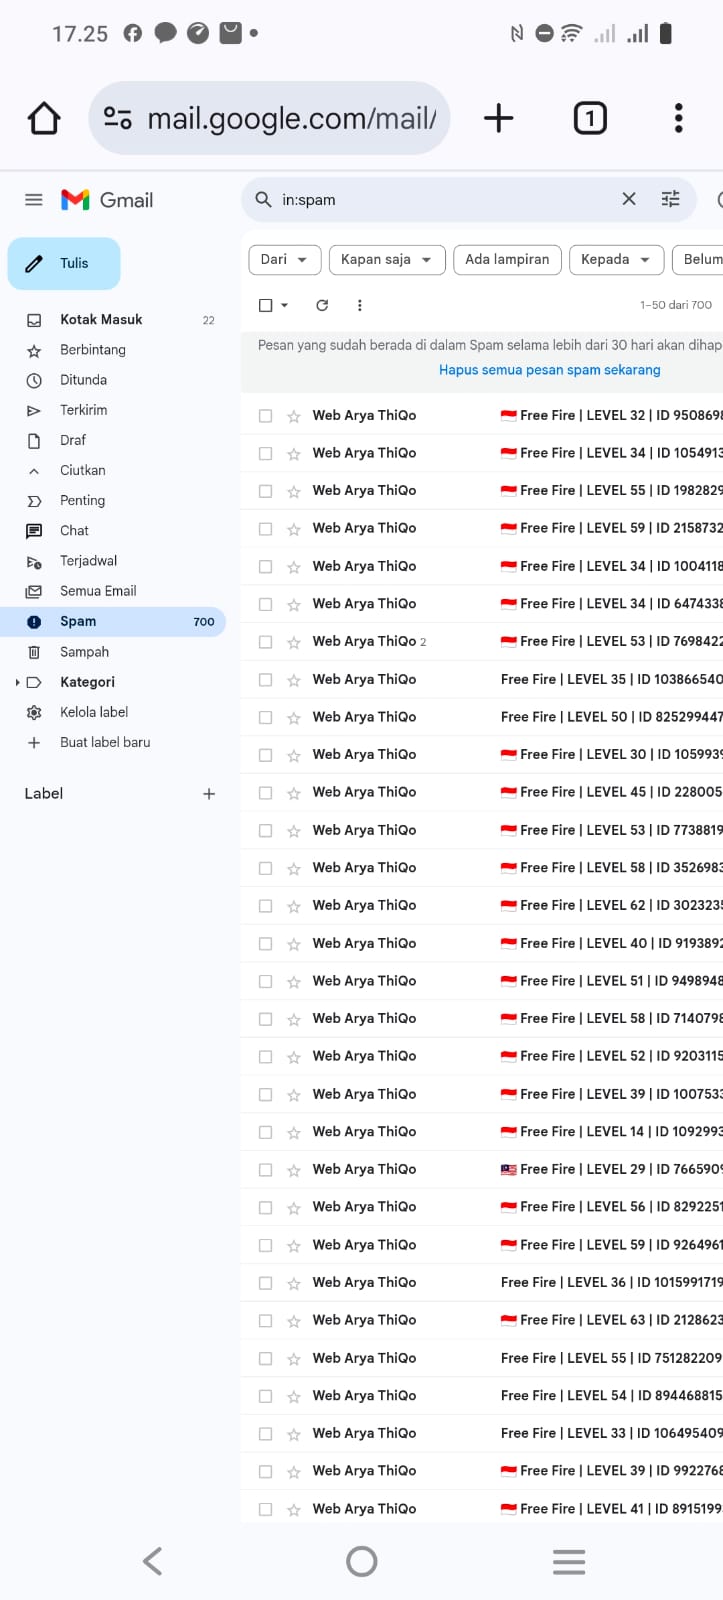 17.25
mail.google.com/mail/
1
Gmail
in:spam
Tulis
Dari
Kapan saja
Ada lampiran
Kepada
Belum
1–50 dari 700
Pesan yang sudah berada di dalam Spam selama lebih dari 30 hari akan dihap
Hapus semua pesan spam sekarang
Kotak Masuk 22
Berbintang
Ditunda
Terkirim
Draf
Ciutkan
Penting
Chat
Terjadwal
Semua Email
Spam 700
Sampah
Kategori
Kelola label
Buat label baru
Label
Web Arya ThiQo Free Fire | LEVEL 32 | ID 950869
Web Arya ThiQo Free Fire | LEVEL 34 | ID 1054913
Web Arya ThiQo Free Fire | LEVEL 55 | ID 1982829
Web Arya ThiQo Free Fire | LEVEL 59 | ID 2158732
Web Arya ThiQo Free Fire | LEVEL 34 | ID 1004118
Web Arya ThiQo Free Fire | LEVEL 34 | ID 6474338
Web Arya ThiQo 2 Free Fire | LEVEL 53 | ID 7698422
Web Arya ThiQo Free Fire | LEVEL 35 | ID 103866540
Web Arya ThiQo Free Fire | LEVEL 50 | ID 825299447
Web Arya ThiQo Free Fire | LEVEL 30 | ID 1059939
Web Arya ThiQo Free Fire | LEVEL 45 | ID 228005
Web Arya ThiQo Free Fire | LEVEL 53 | ID 7738819
Web Arya ThiQo Free Fire | LEVEL 58 | ID 3526983
Web Arya ThiQo Free Fire | LEVEL 62 | ID 3023235
Web Arya ThiQo Free Fire | LEVEL 40 | ID 9193892
Web Arya ThiQo Free Fire | LEVEL 51 | ID 9498948
Web Arya ThiQo Free Fire | LEVEL 58 | ID 7140798
Web Arya ThiQo Free Fire | LEVEL 52 | ID 9203115
Web Arya ThiQo Free Fire | LEVEL 39 | ID 1007533
Web Arya ThiQo Free Fire | LEVEL 14 | ID 1092993
Web Arya ThiQo Free Fire | LEVEL 29 | ID 7665909
Web Arya ThiQo Free Fire | LEVEL 56 | ID 8292251
Web Arya ThiQo Free Fire | LEVEL 59 | ID 9264961
Web Arya ThiQo Free Fire | LEVEL 36 | ID 1015991719
Web Arya ThiQo Free Fire | LEVEL 63 | ID 2128623
Web Arya ThiQo Free Fire | LEVEL 55 | ID 751282209
Web Arya ThiQo Free Fire | LEVEL 54 | ID 894468815
Web Arya ThiQo Free Fire | LEVEL 33 | ID 106495409
Web Arya ThiQo Free Fire | LEVEL 39 | ID 9922768
Web Arya ThiQo Free Fire | LEVEL 41 | ID 8915199